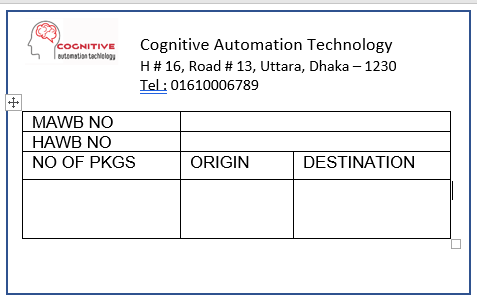 COGNITIVE
automation technology
Cognitive Automation Technology
H # 16, Road # 13, Uttara, Dhaka – 1230
Tel : 01610006789
MAWB NO
HAWB NO
NO OF PKGS ORIGIN DESTINATION